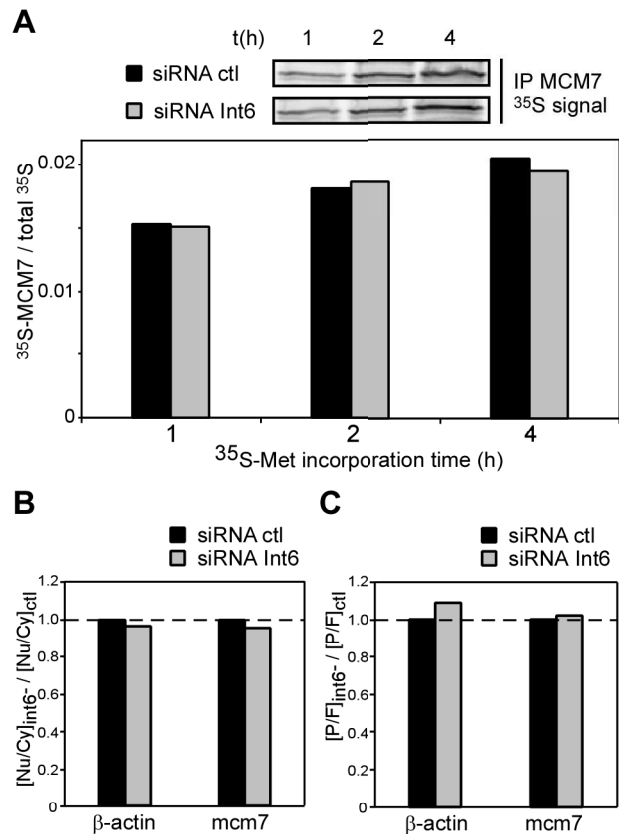 A
t(h) 1 2 4
siRNA ctl
siRNA Int6
IP MCM7
³⁵S signal
³⁵S-MCM7 / total ³⁵S
0.02
0.01
0
1 2 4
³⁵S-Met incorporation time (h)
B
siRNA ctl
siRNA Int6
[Nu/Cy]int6- / [Nu/Cy]ctl
1.2
1.0
0.8
0.6
0.4
0.2
0
β-actin mcm7
C
siRNA ctl
siRNA Int6
[P/F]int6- / [P/F]ctl
1.2
1.0
0.8
0.6
0.4
0.2
0
β-actin mcm7